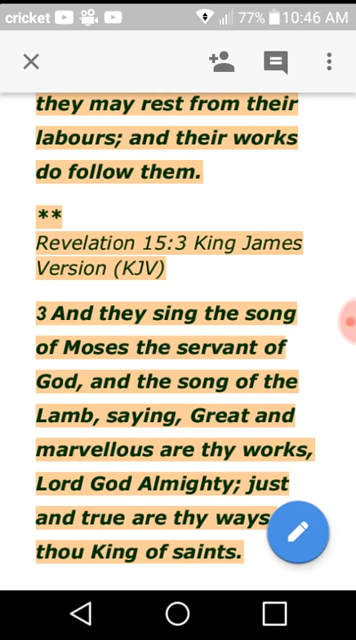 cricket 77% 10:46 AM
they may rest from their
labours; and their works
do follow them.
**
Revelation 15:3 King James
Version (KJV)
3 And they sing the song
of Moses the servant of
God, and the song of the
Lamb, saying, Great and
marvellous are thy works,
Lord God Almighty; just
and true are thy ways
thou King of saints.